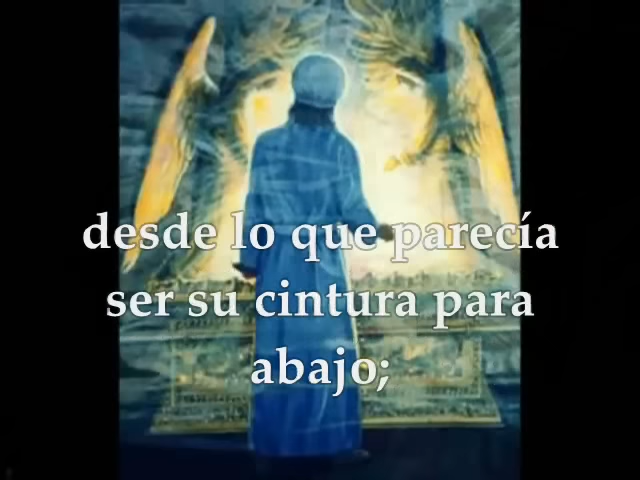 desde lo que parecía
ser su cintura para
abajo;